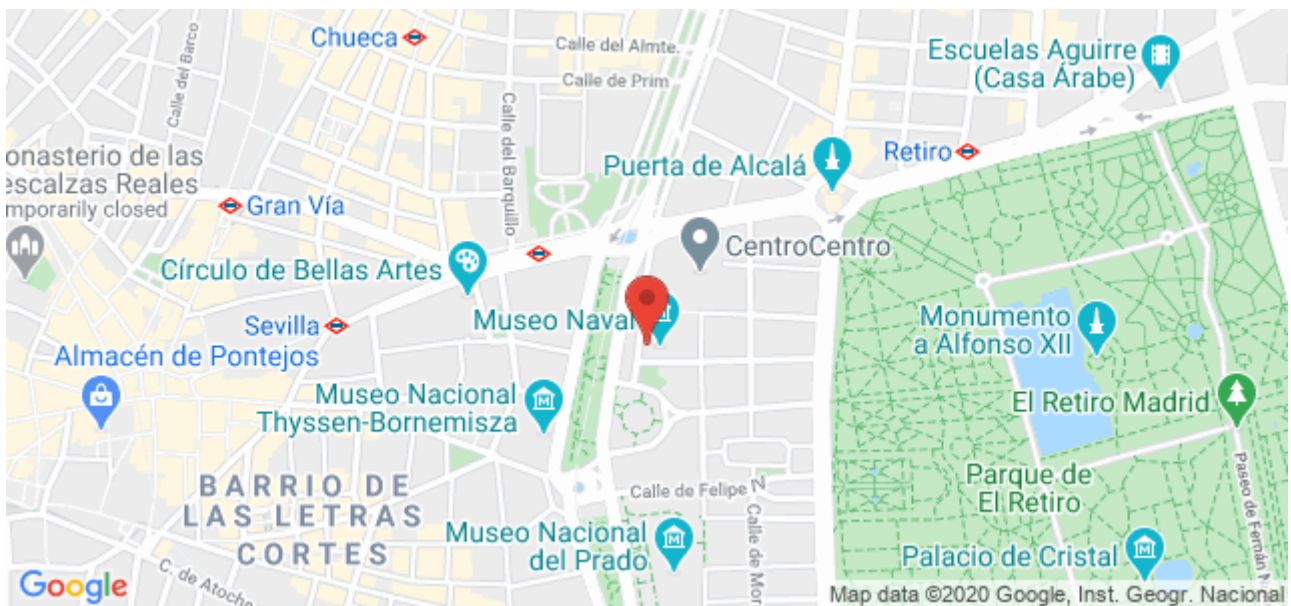 Chueca
Calle del Almte.
Calle de Prim
Calle del Barco
Calle del Barquillo
Escuelas Aguirre
(Casa Árabe)
Puerta de Alcalá
Retiro
onasterio de las
escalzas Reales
mporarily closed
Gran Vía
CentroCentro
Círculo de Bellas Artes
Sevilla
Museo Naval
Monumento
a Alfonso XII
Almacén de Pontejos
Museo Nacional
Thyssen-Bornemisza
El Retiro Madrid
BARRIO DE
LAS LETRAS
CORTES
Calle de Felipe N
Parque de
El Retiro
Paseo de Fernán N
Museo Nacional
del Prado
Calle de Mor
Palacio de Cristal
C. de Atocha
Google
Map data ©2020 Google, Inst. Geogr. Nacional